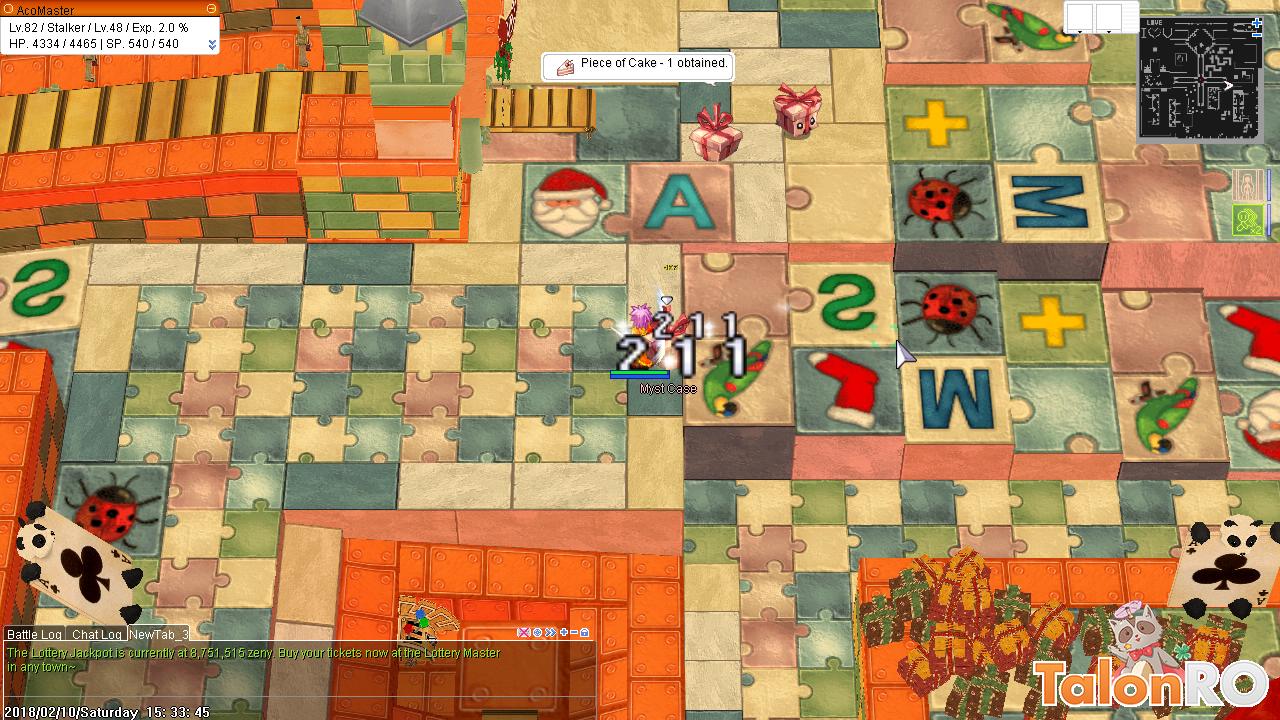 AcoMaster
Lv.82 / Stalker / Lv.48 / Exp. 2.0 %
HP. 4334 / 4465 | SP. 540 / 540
Piece of Cake - 1 obtained.
A
M
S
S
M
2 1 1
2 1 1
Myst Case
Battle Log
Chat Log
NewTab_3
The Lottery Jackpot is currently at 8,751,515 zeny. Buy your tickets now at the Lottery Master
in any town~
2018/02/10/Saturday 15:39:45
TalonRO